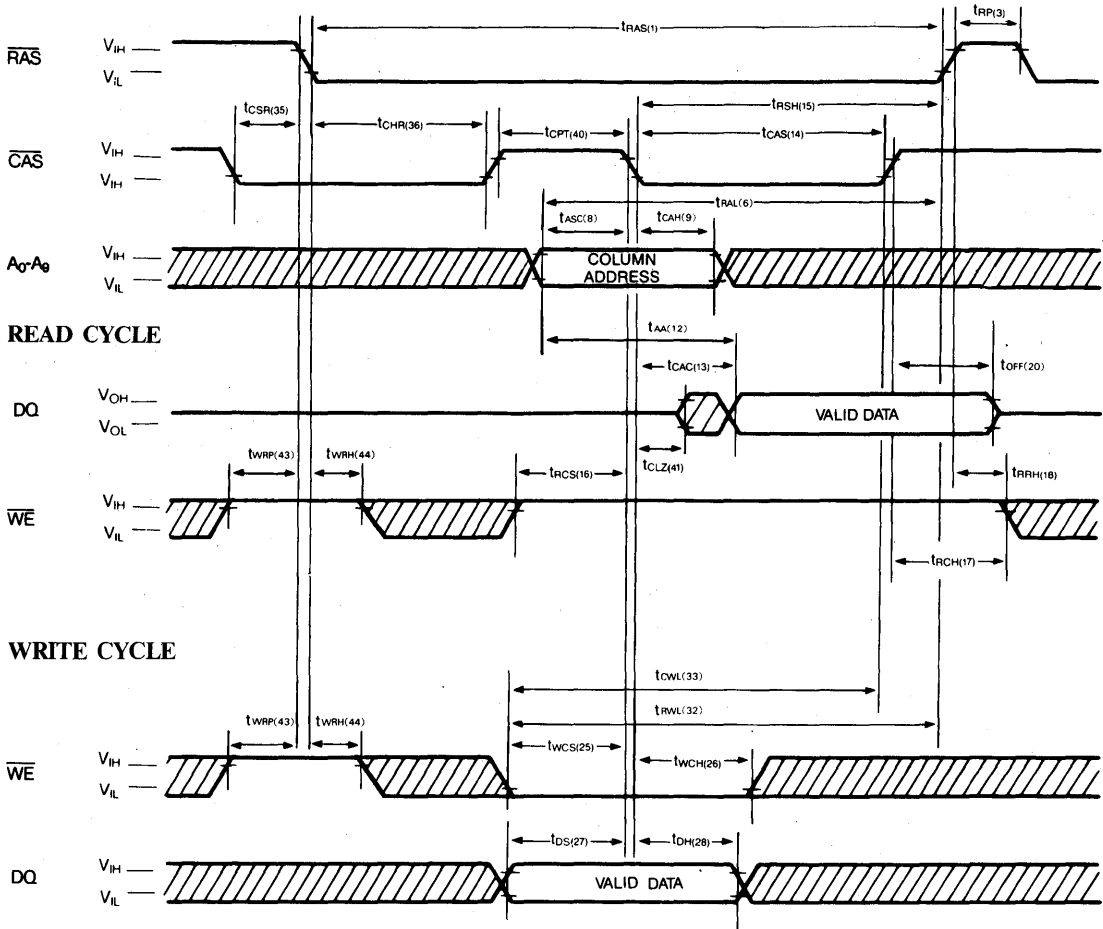 tRAS(1)
tRP(3)
RAS
VIH
ViL
tCSR(35)
tCHR(36)
tCPT(40)
tRSH(15)
tCAS(14)
CAS
VIH
VIH
tRAL(6)
tASC(8)
tCAH(9)
A0-A9
VIH
VIL
COLUMN
ADDRESS
READ CYCLE
tAA(12)
tCAC(13)
tOFF(20)
DQ
VOH
VOL
VALID DATA
tCLZ(41)
tWRP(43)
tWRH(44)
tRCS(16)
tRRH(18)
WE
VIH
VIL
tRCH(17)
WRITE CYCLE
tCWL(33)
tRWL(32)
tWRP(43)
tWRH(44)
tWCS(25)
tWCH(26)
WE
VIH
VIL
tDS(27)
tDH(28)
DQ
VIH
VIL
VALID DATA